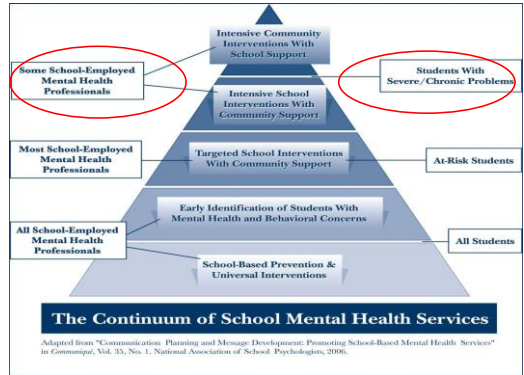 Intensive Community
Interventions With
School Support
Some School-Employed
Mental Health
Professionals
Students With
Severe/Chronic Problems
Intensive School
Interventions With
Community Support
Most School-Employed
Mental Health
Professionals
Targeted School Interventions
With Community Support
At-Risk Students
Early Identification of Students With
Mental Health and Behavioral Concerns
All School-Employed
Mental Health
Professionals
All Students
School-Based Prevention &
Universal Interventions
The Continuum of School Mental Health Services
Adapted from "Communication Planning and Message Development: Promoting School-Based Mental Health Services"
in Communiqué, Vol. 35, No. 1. National Association of School Psychologists, 2006.